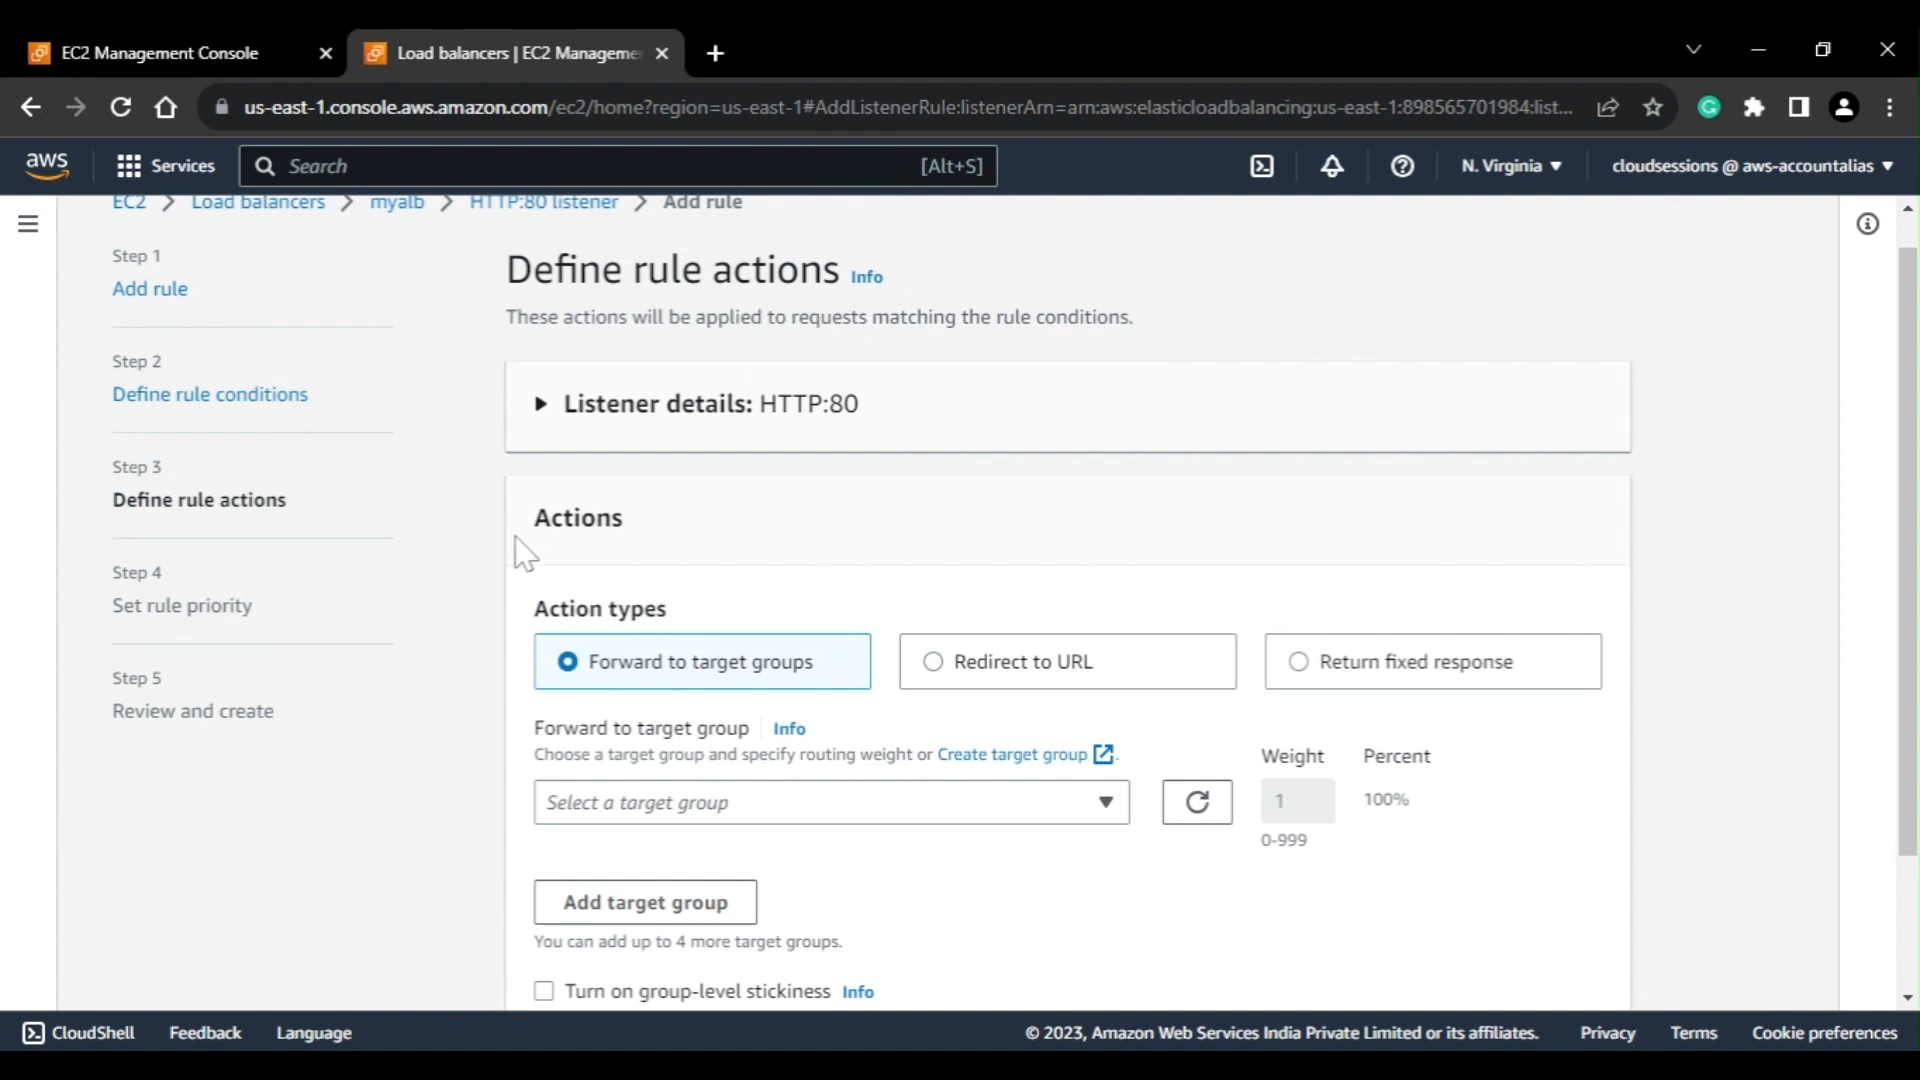 EC2 Management Console
Load balancers | EC2 Manageme
us-east-1.console.aws.amazon.com/ec2/home?region=us-east-1#AddListenerRule:listenerArn=arn:aws:elasticloadbalancing:us-east-1:898565701984:list...
aws
Services
Search
[Alt+S]
N. Virginia
cloudsessions @ aws-accountalias
EC2 > Load balancers > myalb > HTTP:80 listener > Add rule
Step 1
Add rule
Step 2
Define rule conditions
Step 3
Define rule actions
Step 4
Set rule priority
Step 5
Review and create
Define rule actions Info
These actions will be applied to requests matching the rule conditions.
Listener details: HTTP:80
Actions
Action types
Forward to target groups
Redirect to URL
Return fixed response
Forward to target group Info
Choose a target group and specify routing weight or Create target group.
Weight Percent
Select a target group
1
100%
0-999
Add target group
You can add up to 4 more target groups.
Turn on group-level stickiness Info
CloudShell Feedback Language
© 2023, Amazon Web Services India Private Limited or its affiliates. Privacy Terms Cookie preferences